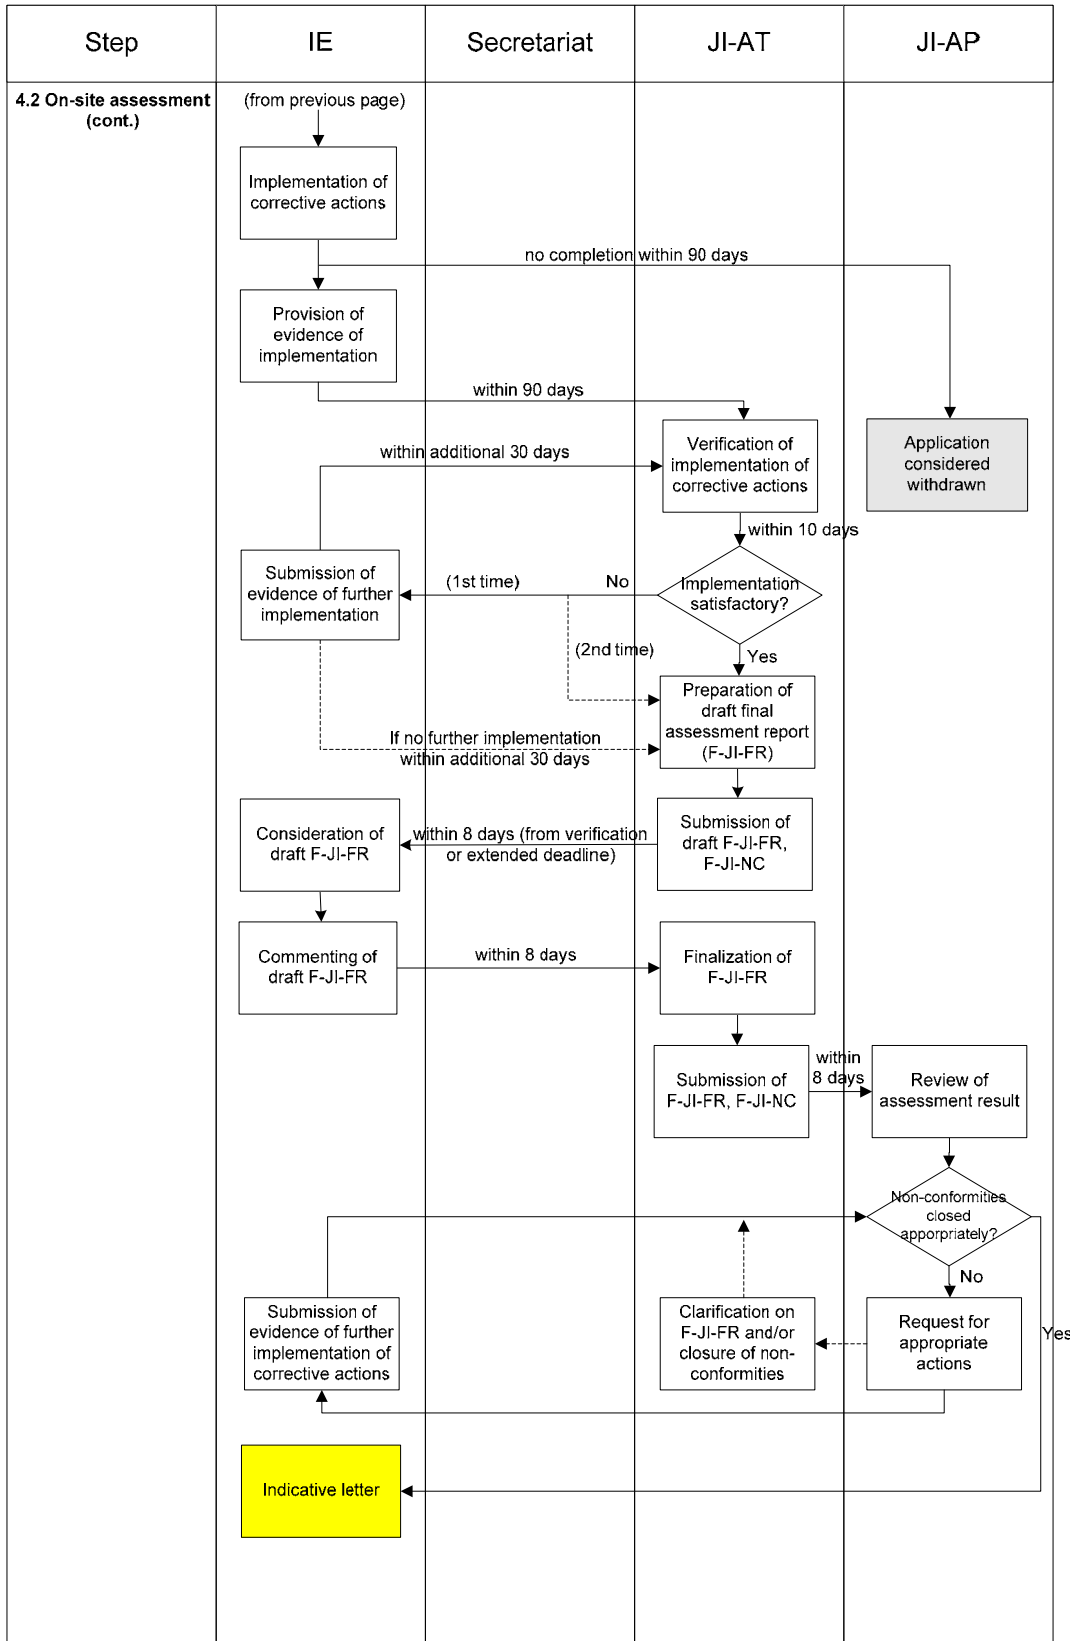 Step
IE
Secretariat
JI-AT
JI-AP
4.2 On-site assessment
(cont.)
(from previous page)
Implementation of
corrective actions
no completion within 90 days
Provision of
evidence of
implementation
within 90 days
Verification of
implementation of
corrective actions
Application
considered
withdrawn
within additional 30 days
within 10 days
Submission of
evidence of further
implementation
(1st time)
No
Implementation
satisfactory?
(2nd time)
Yes
Preparation of
draft final
assessment report
(F-JI-FR)
If no further implementation
within additional 30 days
Consideration of
draft F-JI-FR
within 8 days (from verification
or extended deadline)
Submission of
draft F-JI-FR,
F-JI-NC
Commenting of
draft F-JI-FR
within 8 days
Finalization of
F-JI-FR
Submission of
F-JI-FR, F-JI-NC
within
8 days
Review of
assessment result
Non-conformities
closed
apporpriately?
No
Yes
Submission of
evidence of further
implementation of
corrective actions
Clarification on
F-JI-FR and/or
closure of non-
conformities
Request for
appropriate
actions
Indicative letter